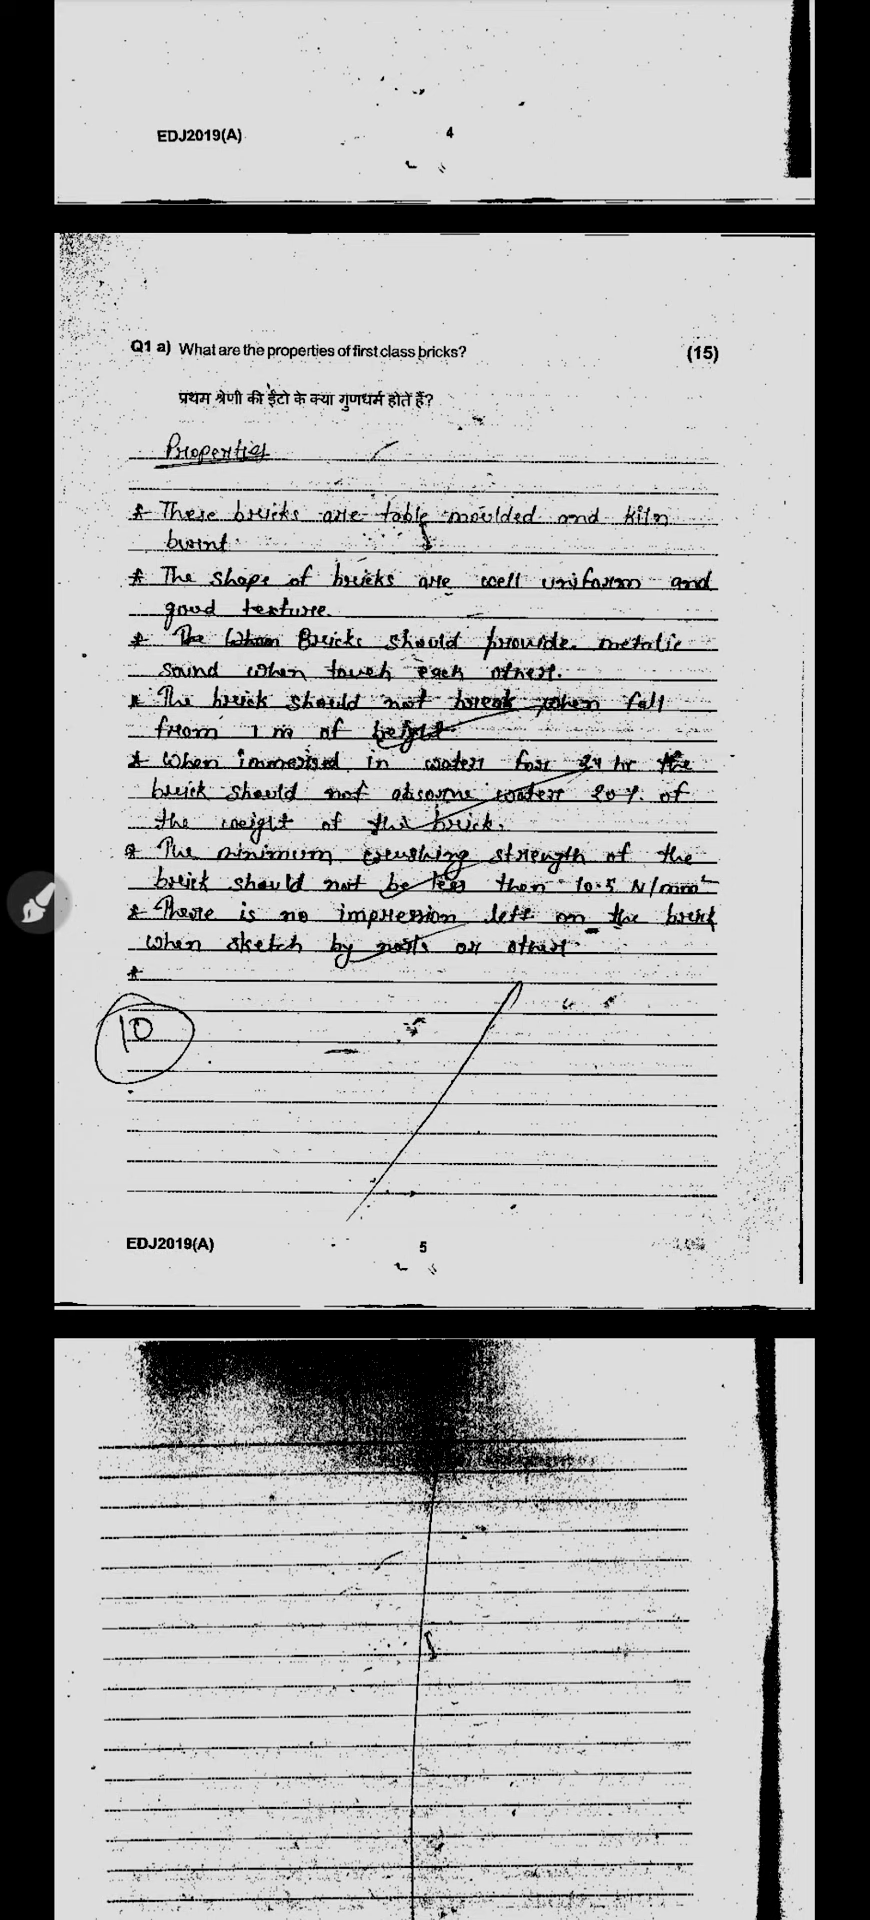 EDJ2019(A)
4
Q1 a) What are the properties of first class bricks? (15)
प्रथम श्रेणी की ईंटो के क्या गुणधर्म होते हैं?
Properties
* These bricks are table moulded and kiln
burnt.
* The shape of bricks are well uniform and
good texture.
* The Bricks should provide metalic
sound when touch each other.
* The brick should not break when fall
from 1 m of height
* When immersed in water for 24 hr the
brick should not absorve water 20% of
the weight of the brick.
* The minimum crushing strength of the
brick should not be less then 10.5 N/mm²
* There is no impression left on the brick
when sketch by nails or other
*
10
EDJ2019(A)
5